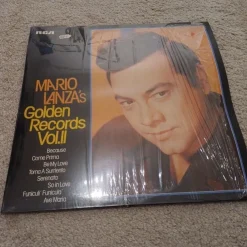 RCA
MARIO
LANZA'S
Golden
Records
Vol.II
Because
Come Prima
Be My Love
Torna A Surriento
Serenata
So In Love
Funiculi' Funicula'
Ave Maria